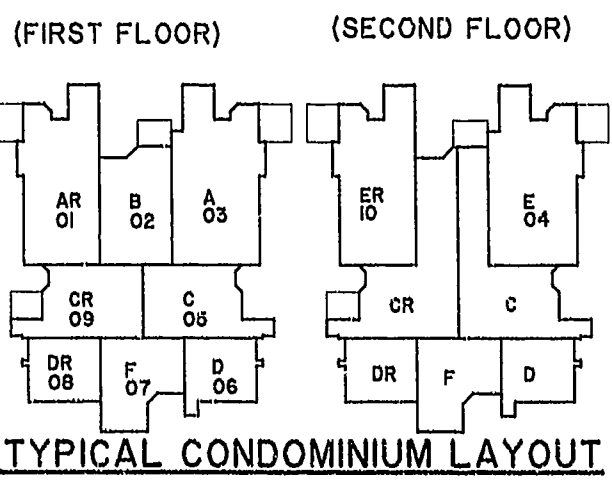 (FIRST FLOOR)
(SECOND FLOOR)
AR
01
B
02
A
03
ER
10
E
04
CR
09
C
05
CR
C
DR
08
F
07
D
06
DR
F
D
TYPICAL CONDOMINIUM LAYOUT